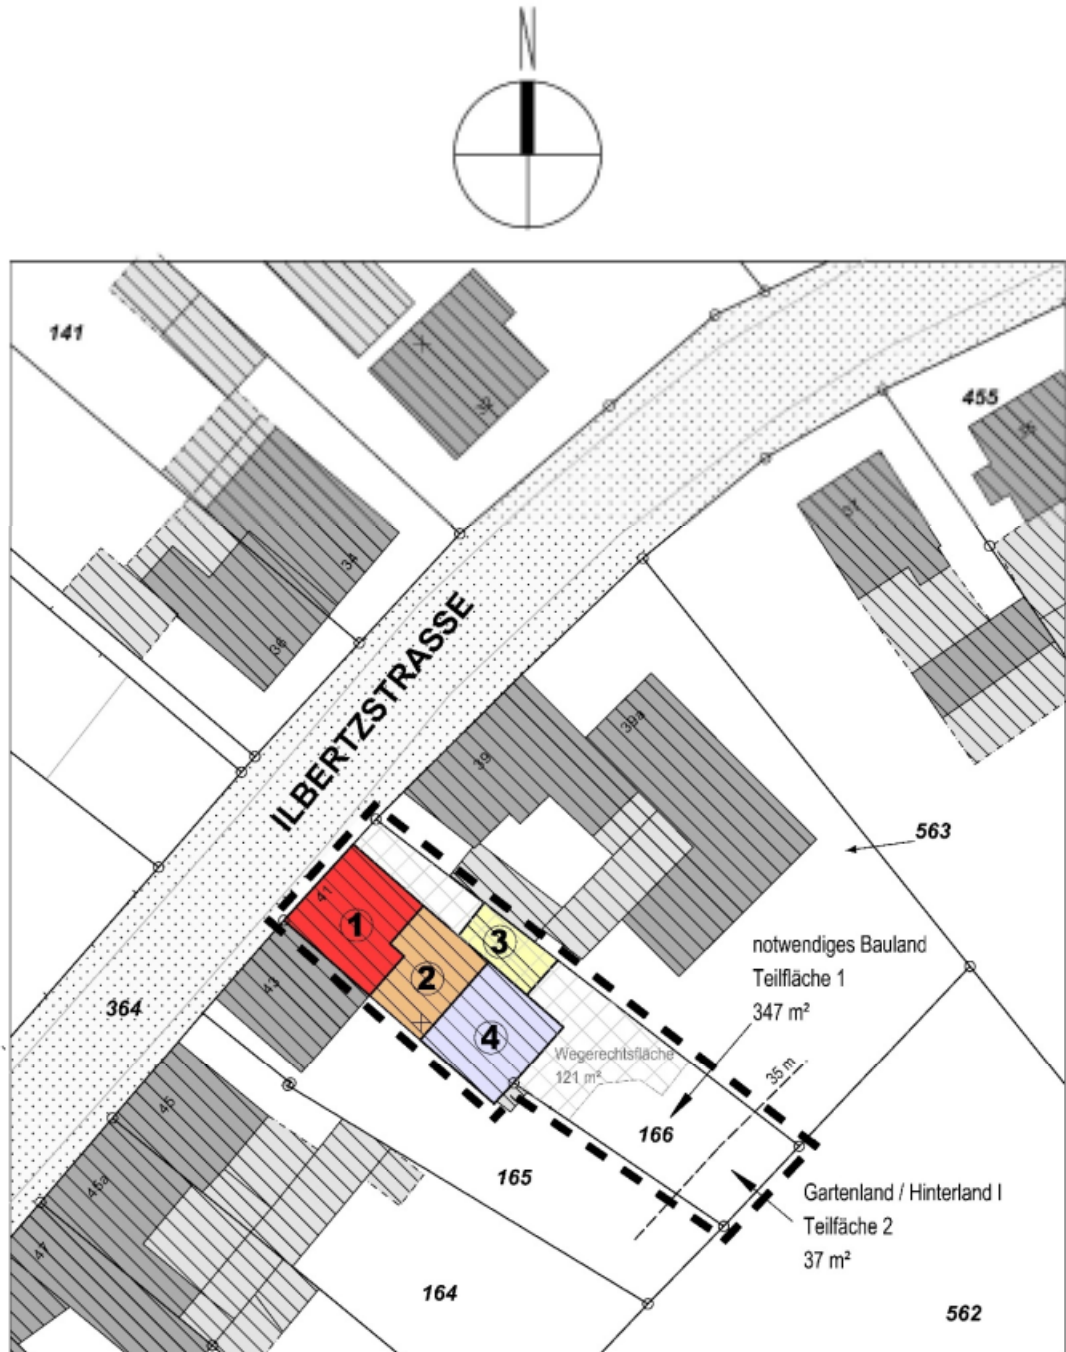 N
141
32
455
35
37
34
36
ILBERTZSTRASSE
39
39a
563
41
1
3
2
43
notwendiges Bauland
Teilfläche 1
347 m²
364
4
Wegerechtsfläche
121 m²
35 m
45
166
165
45a
Gartenland / Hinterland I
Teilfäche 2
37 m²
47
164
562